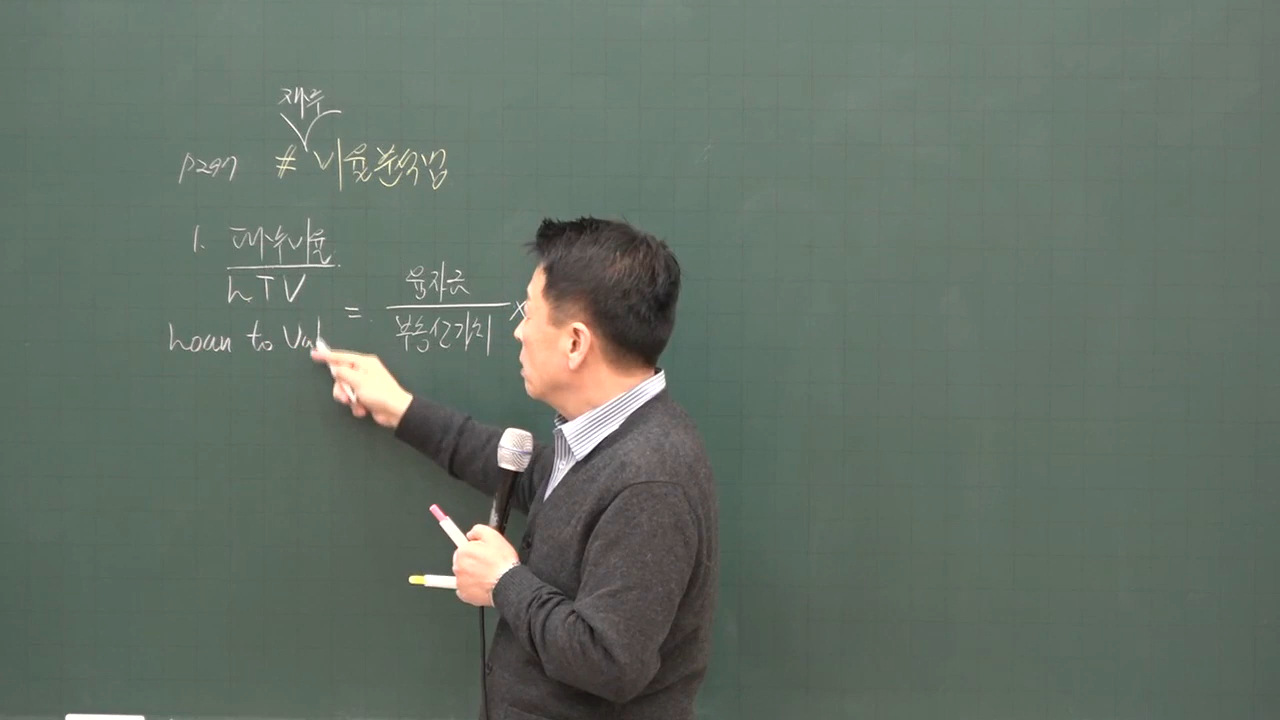 재무
p297 # 비율분석법
1. 대부비율
LTV
= 융자금 ×
부동산가치
Loan to Val